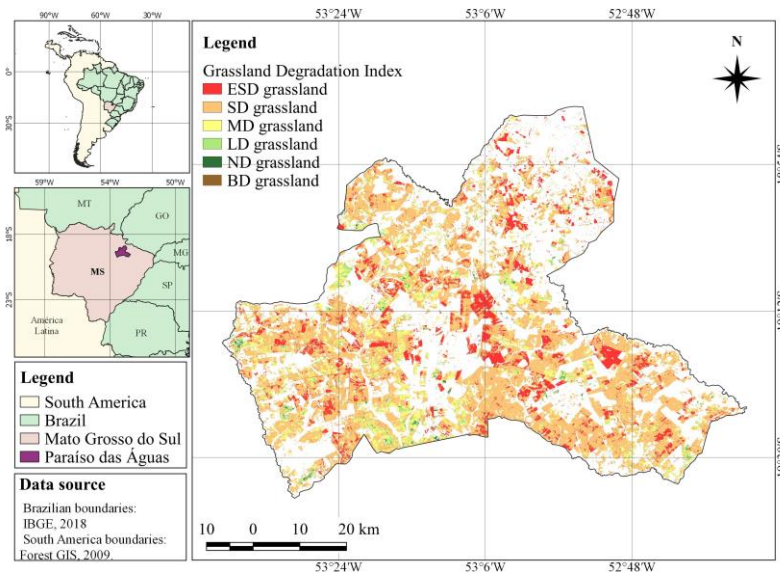 90°W 60°W 30°W
0°
30°S
59°W 54°W 50°W
18°S
23°S
MT
GO
MS
MG
SP
América
Latina
PR
Legend
South America
Brazil
Mato Grosso do Sul
Paraíso das Águas
Data source
Brazilian boundaries:
IBGE, 2018
South America boundaries:
Forest GIS, 2009.
53°24'W 53°6'W 52°48'W
Legend
Grassland Degradation Index
ESD grassland
SD grassland
MD grassland
LD grassland
ND grassland
BD grassland
N
10 0 10 20 km
53°24'W 53°6'W 52°48'W